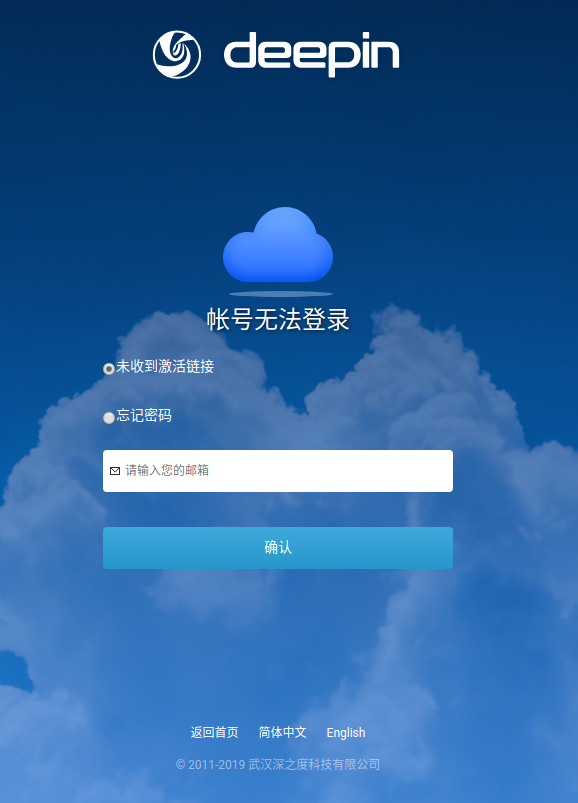 deepin
帐号无法登录
未收到激活链接
忘记密码
请输入您的邮箱
确认
返回首页 简体中文 English
© 2011-2019 武汉深之度科技有限公司